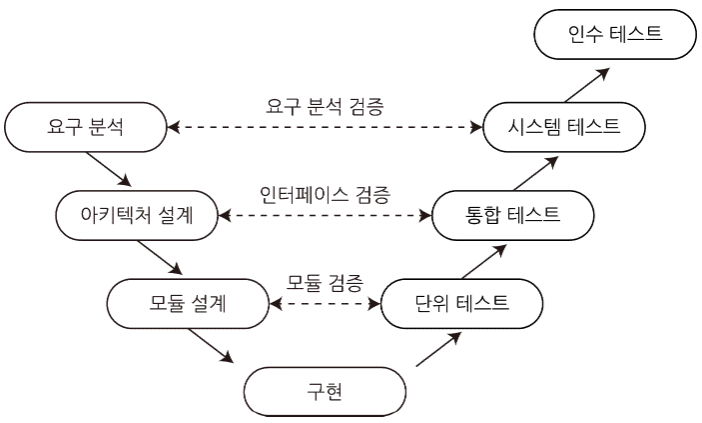 인수 테스트
요구 분석 검증
요구 분석
시스템 테스트
인터페이스 검증
아키텍처 설계
통합 테스트
모듈 검증
모듈 설계
단위 테스트
구현